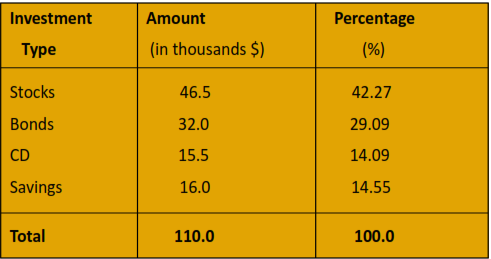 Investment Amount Percentage
Type (in thousands $) (%)
Stocks 46.5 42.27
Bonds 32.0 29.09
CD 15.5 14.09
Savings 16.0 14.55
Total 110.0 100.0